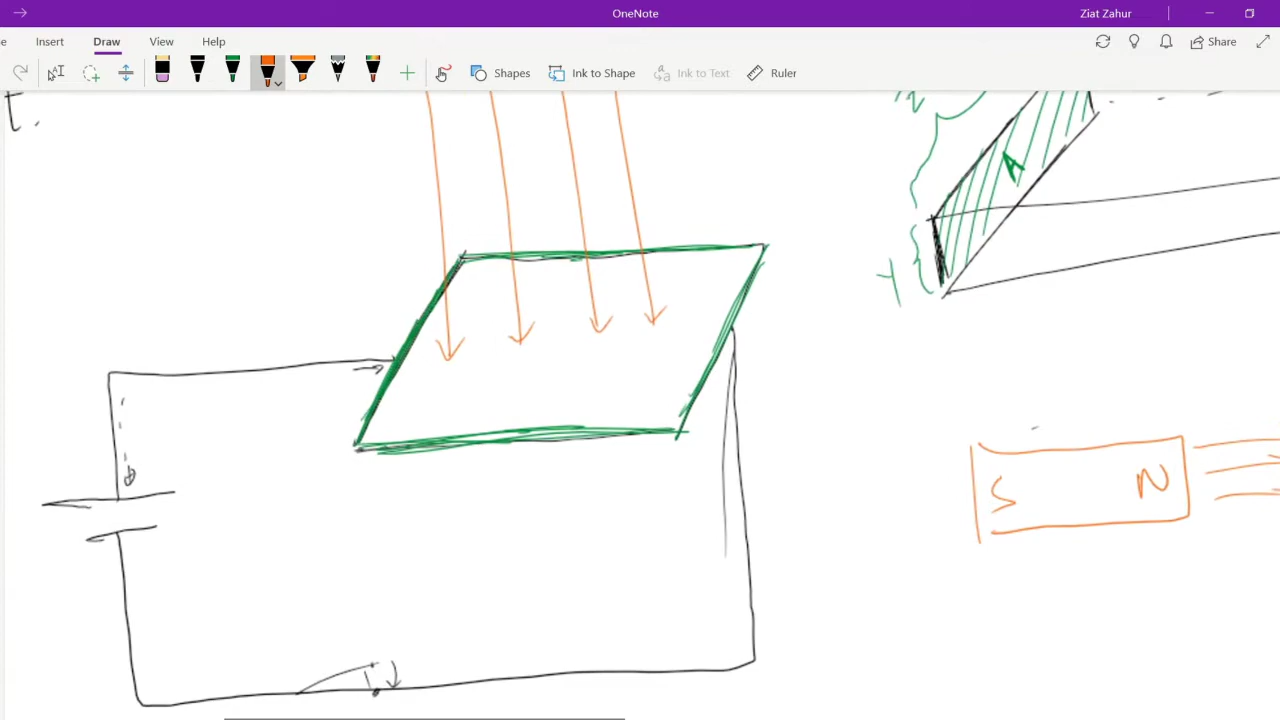 OneNote
Ziat Zahur
Insert Draw View Help
Share
Shapes Ink to Shape Ink to Text Ruler
t.
A
Y
S N